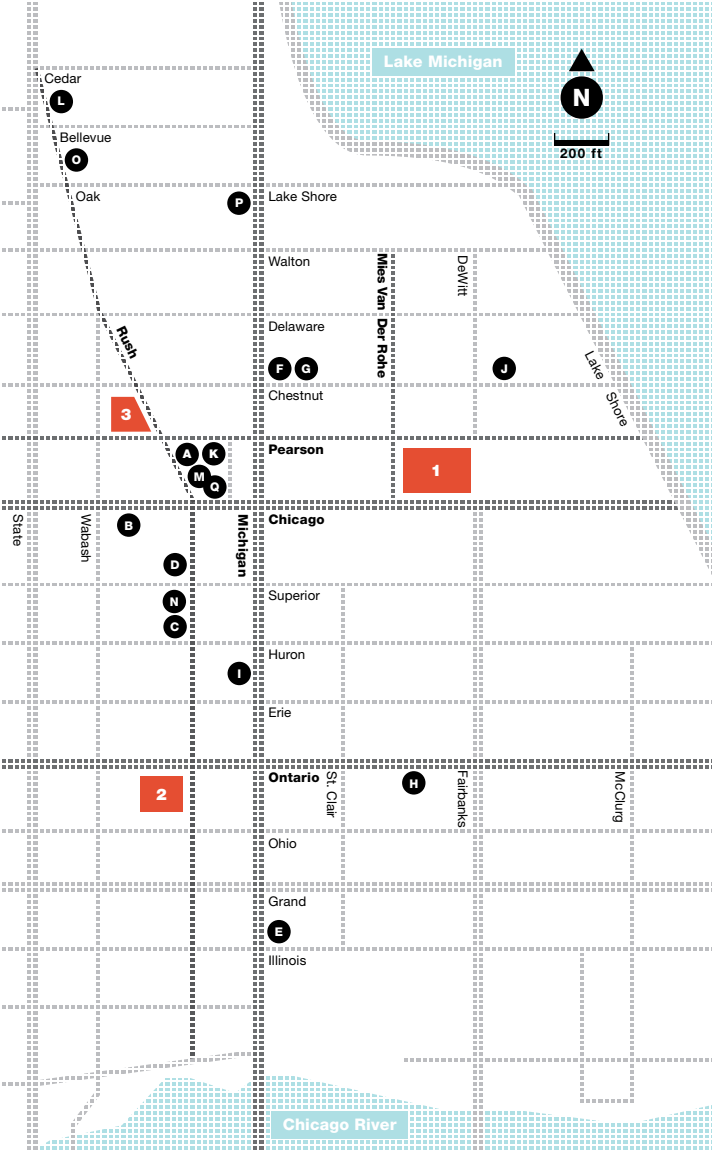 Lake Michigan
Cedar
L
N
Bellevue
O
200 ft
Oak
P
Lake Shore
Walton
Mies Van Der Rohe
DeWitt
Delaware
Rush
F
G
J
Lake Shore
Chestnut
3
A
K
Pearson
M
1
Q
State
Wabash
B
Michigan
Chicago
D
N
Superior
C
Huron
I
Erie
2
Ontario
St. Clair
H
Fairbanks
McClurg
Ohio
Grand
E
Illinois
Chicago River